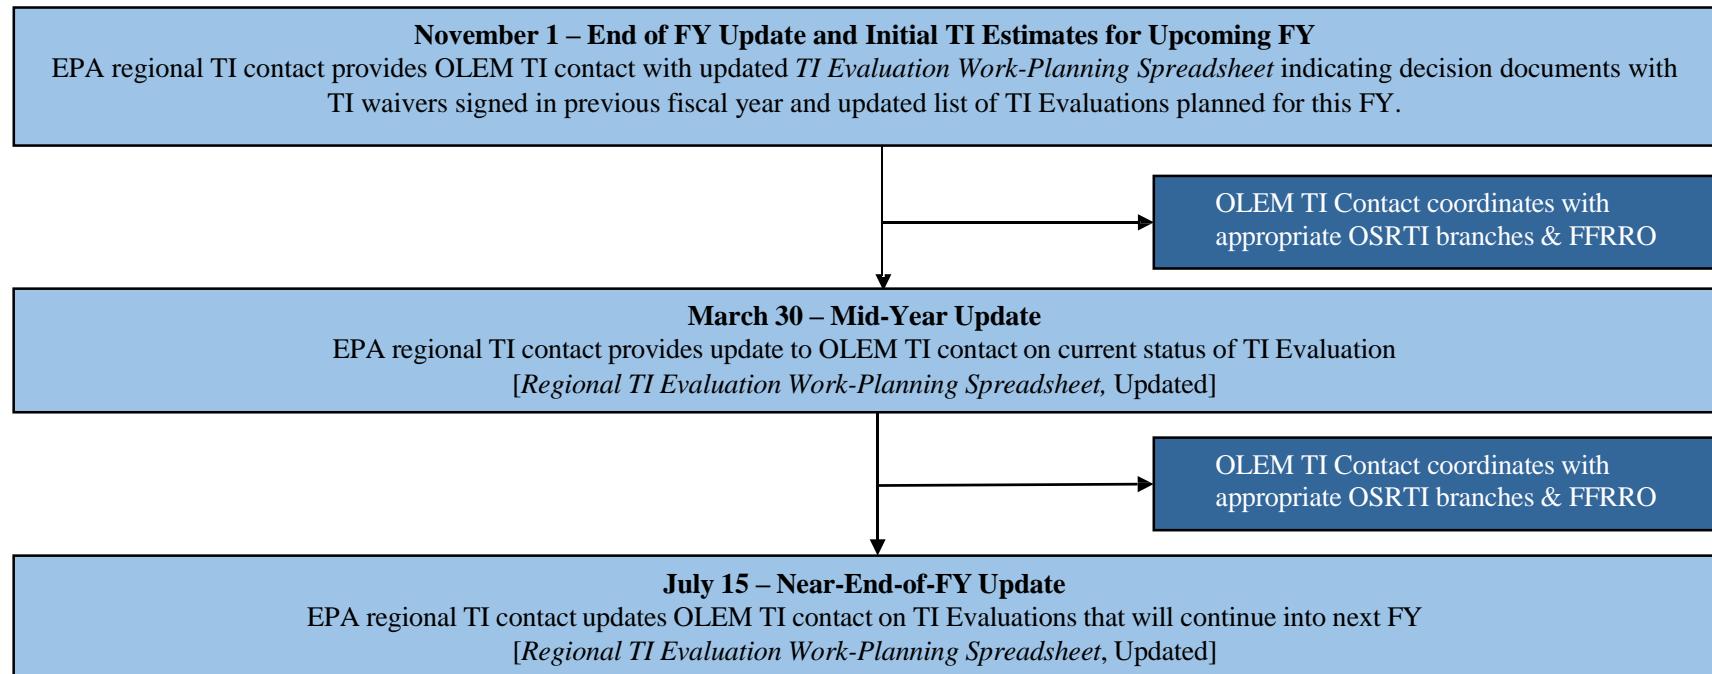 November 1 – End of FY Update and Initial TI Estimates for Upcoming FY
EPA regional TI contact provides OLEM TI contact with updated TI Evaluation Work-Planning Spreadsheet indicating decision documents with
TI waivers signed in previous fiscal year and updated list of TI Evaluations planned for this FY.
OLEM TI Contact coordinates with
appropriate OSRTI branches & FFRRO
March 30 – Mid-Year Update
EPA regional TI contact provides update to OLEM TI contact on current status of TI Evaluation
[Regional TI Evaluation Work-Planning Spreadsheet, Updated]
OLEM TI Contact coordinates with
appropriate OSRTI branches & FFRRO
July 15 – Near-End-of-FY Update
EPA regional TI contact updates OLEM TI contact on TI Evaluations that will continue into next FY
[Regional TI Evaluation Work-Planning Spreadsheet, Updated]